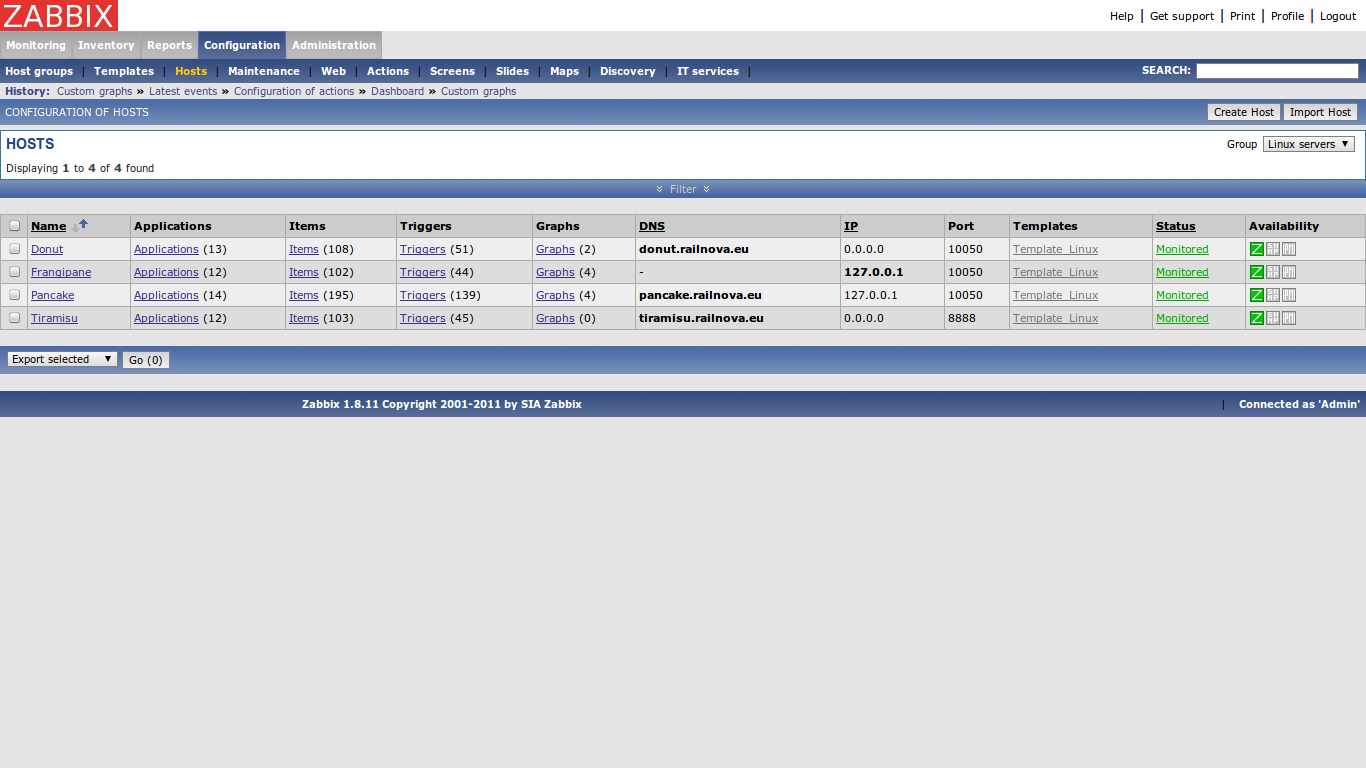 ZABBIX
Help | Get support | Print | Profile | Logout
Monitoring Inventory Reports Configuration Administration
Host groups | Templates | Hosts | Maintenance | Web | Actions | Screens | Slides | Maps | Discovery | IT services | SEARCH:
History: Custom graphs » Latest events » Configuration of actions » Dashboard » Custom graphs
CONFIGURATION OF HOSTS Create Host Import Host
HOSTS Group Linux servers
Displaying 1 to 4 of 4 found
Filter
Name Applications Items Triggers Graphs DNS IP Port Templates Status Availability
Donut Applications (13) Items (108) Triggers (51) Graphs (2) donut.railnova.eu 0.0.0.0 10050 Template_Linux Monitored Z
Frangipane Applications (12) Items (102) Triggers (44) Graphs (4) - 127.0.0.1 10050 Template_Linux Monitored Z
Pancake Applications (14) Items (195) Triggers (139) Graphs (4) pancake.railnova.eu 127.0.0.1 10050 Template_Linux Monitored Z
Tiramisu Applications (12) Items (103) Triggers (45) Graphs (0) tiramisu.railnova.eu 0.0.0.0 8888 Template_Linux Monitored Z
Export selected Go (0)
Zabbix 1.8.11 Copyright 2001-2011 by SIA Zabbix | Connected as 'Admin'